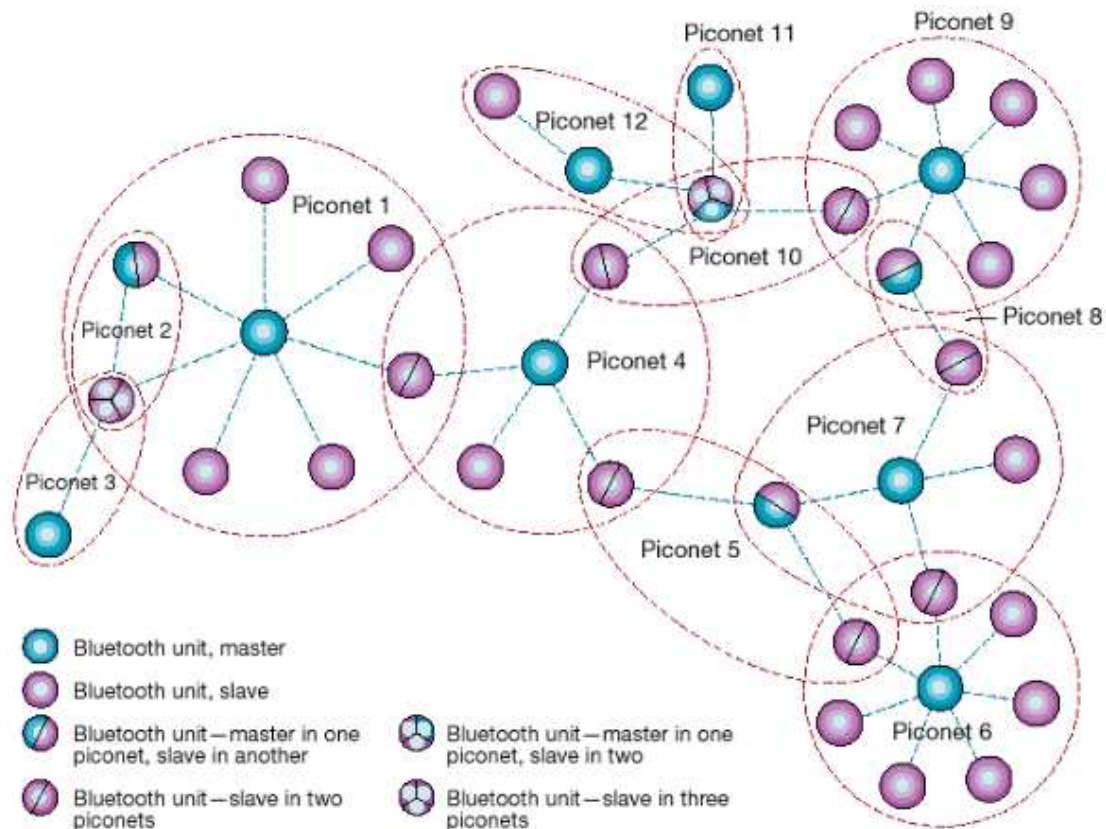 Piconet 11
Piconet 9
Piconet 12
Piconet 1
Piconet 10
Piconet 8
Piconet 2
Piconet 4
Piconet 7
Piconet 3
Piconet 5
Piconet 6
Bluetooth unit, master
Bluetooth unit, slave
Bluetooth unit—master in one
piconet, slave in another
Bluetooth unit—slave in two
piconets
Bluetooth unit—master in one
piconet, slave in two
Bluetooth unit—slave in three
piconets